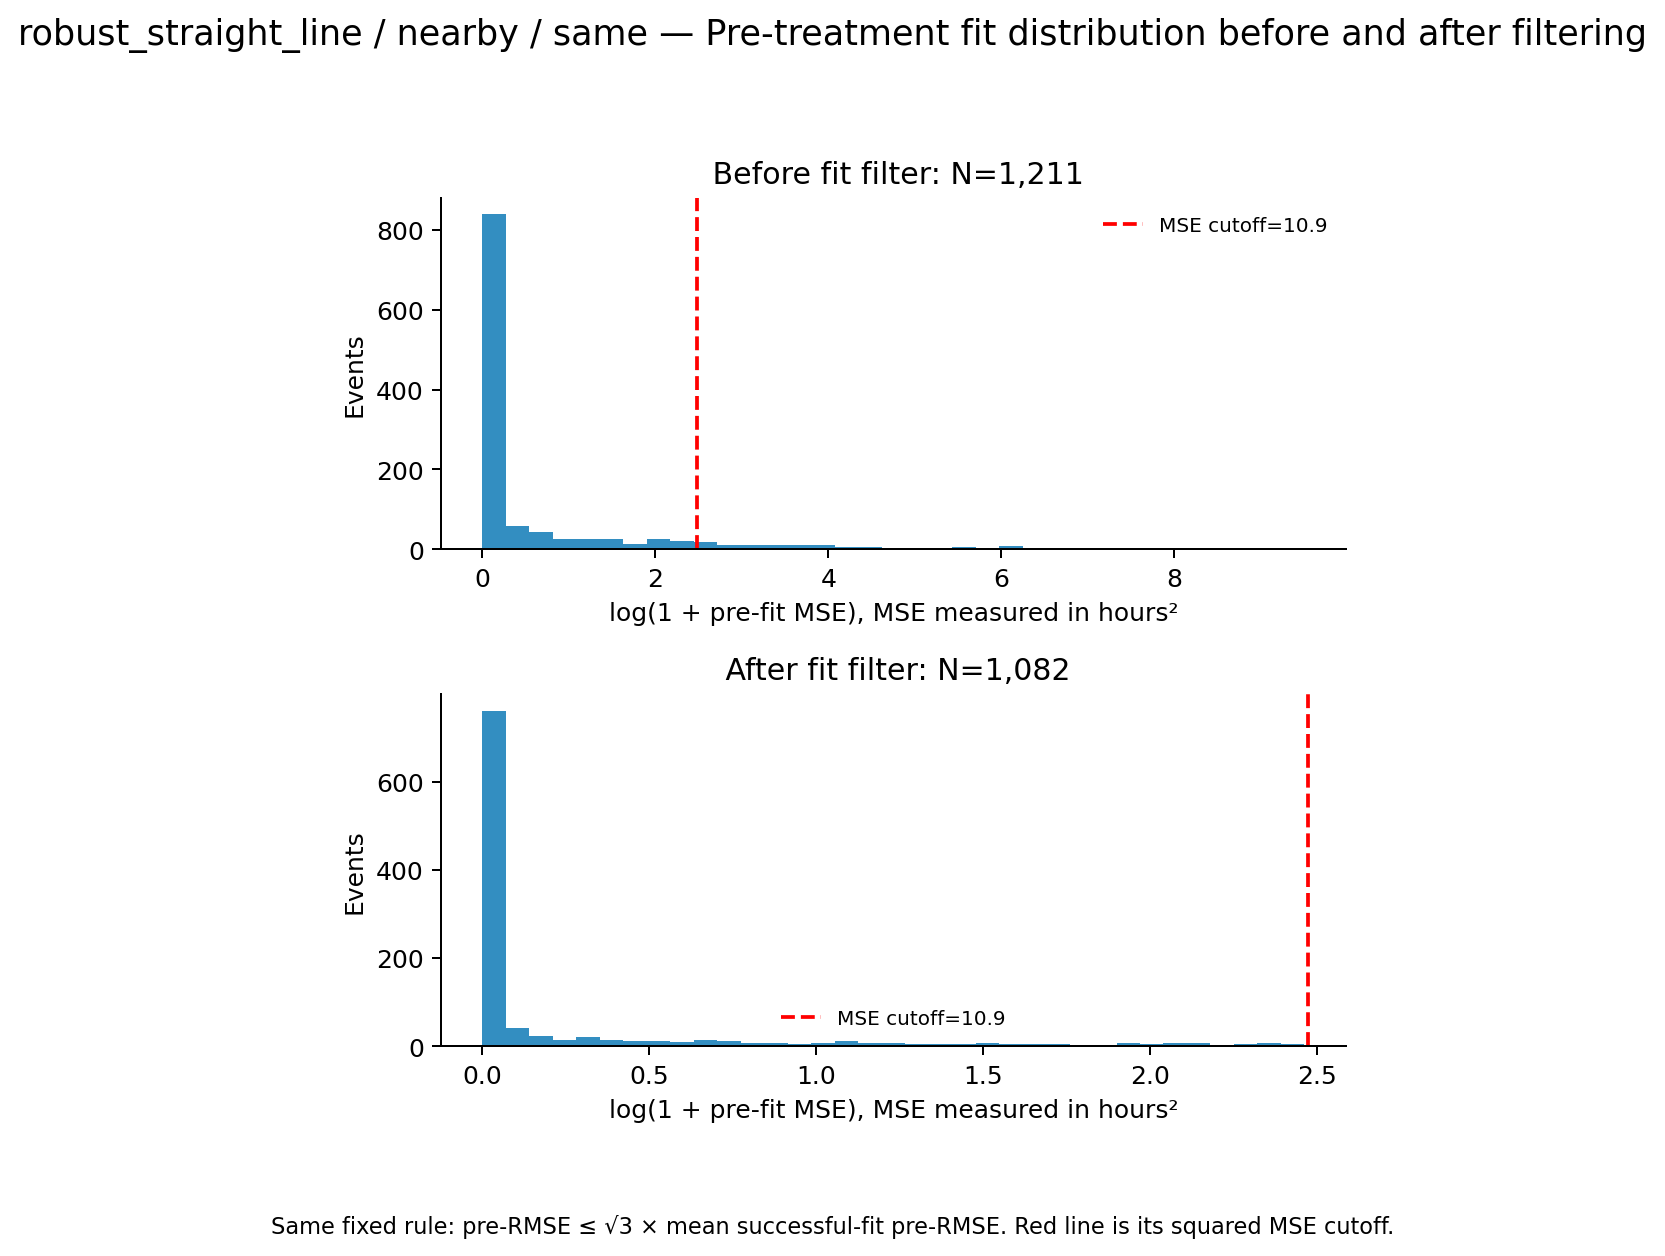 robust_straight_line / nearby / same — Pre-treatment fit distribution before and after filtering
Before fit filter: N=1,211
MSE cutoff=10.9
Events
800
600
400
200
0
0 2 4 6 8
log(1 + pre-fit MSE), MSE measured in hours²
After fit filter: N=1,082
Events
600
400
200
0
MSE cutoff=10.9
0.0 0.5 1.0 1.5 2.0 2.5
log(1 + pre-fit MSE), MSE measured in hours²
Same fixed rule: pre-RMSE ≤ √3 × mean successful-fit pre-RMSE. Red line is its squared MSE cutoff.